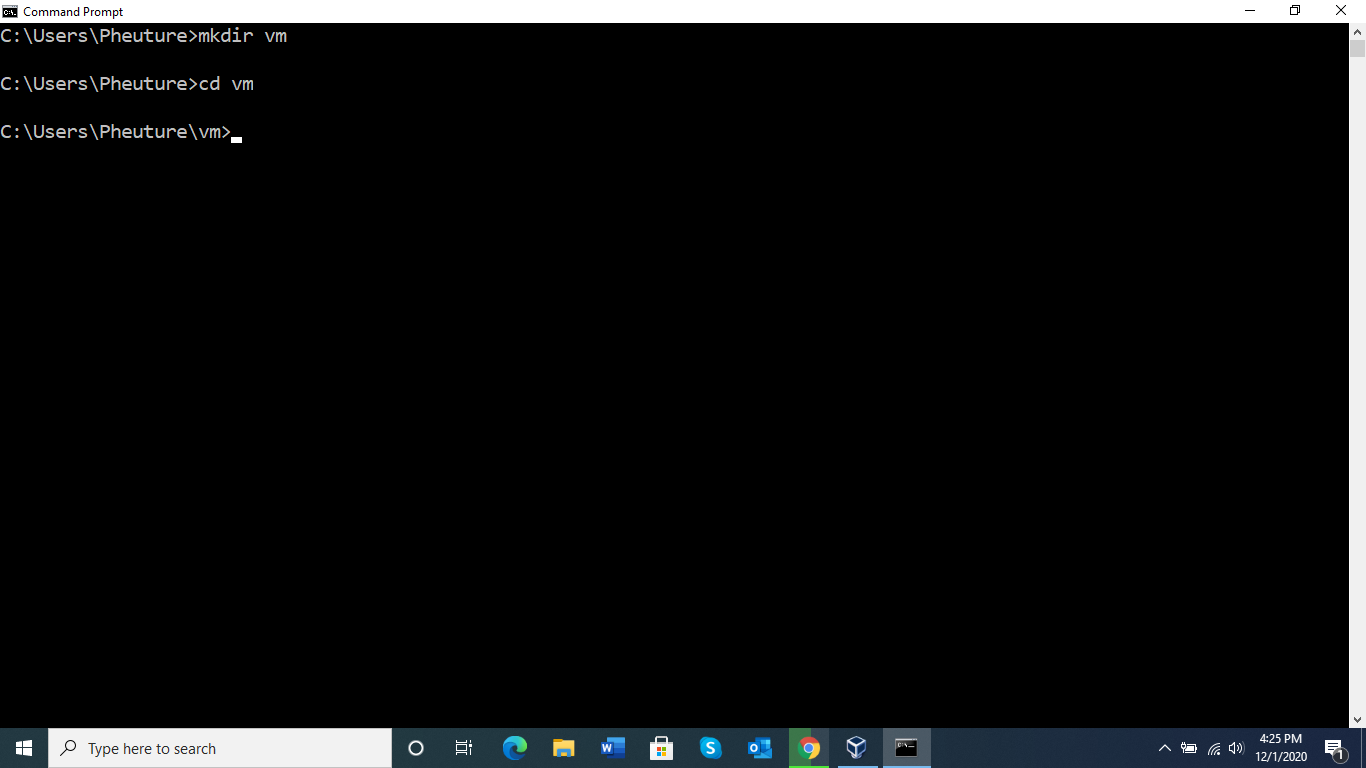 Command Prompt
C:\Users\Pheuture>mkdir vm
C:\Users\Pheuture>cd vm
C:\Users\Pheuture\vm>
Type here to search
4:25 PM
12/1/2020
1